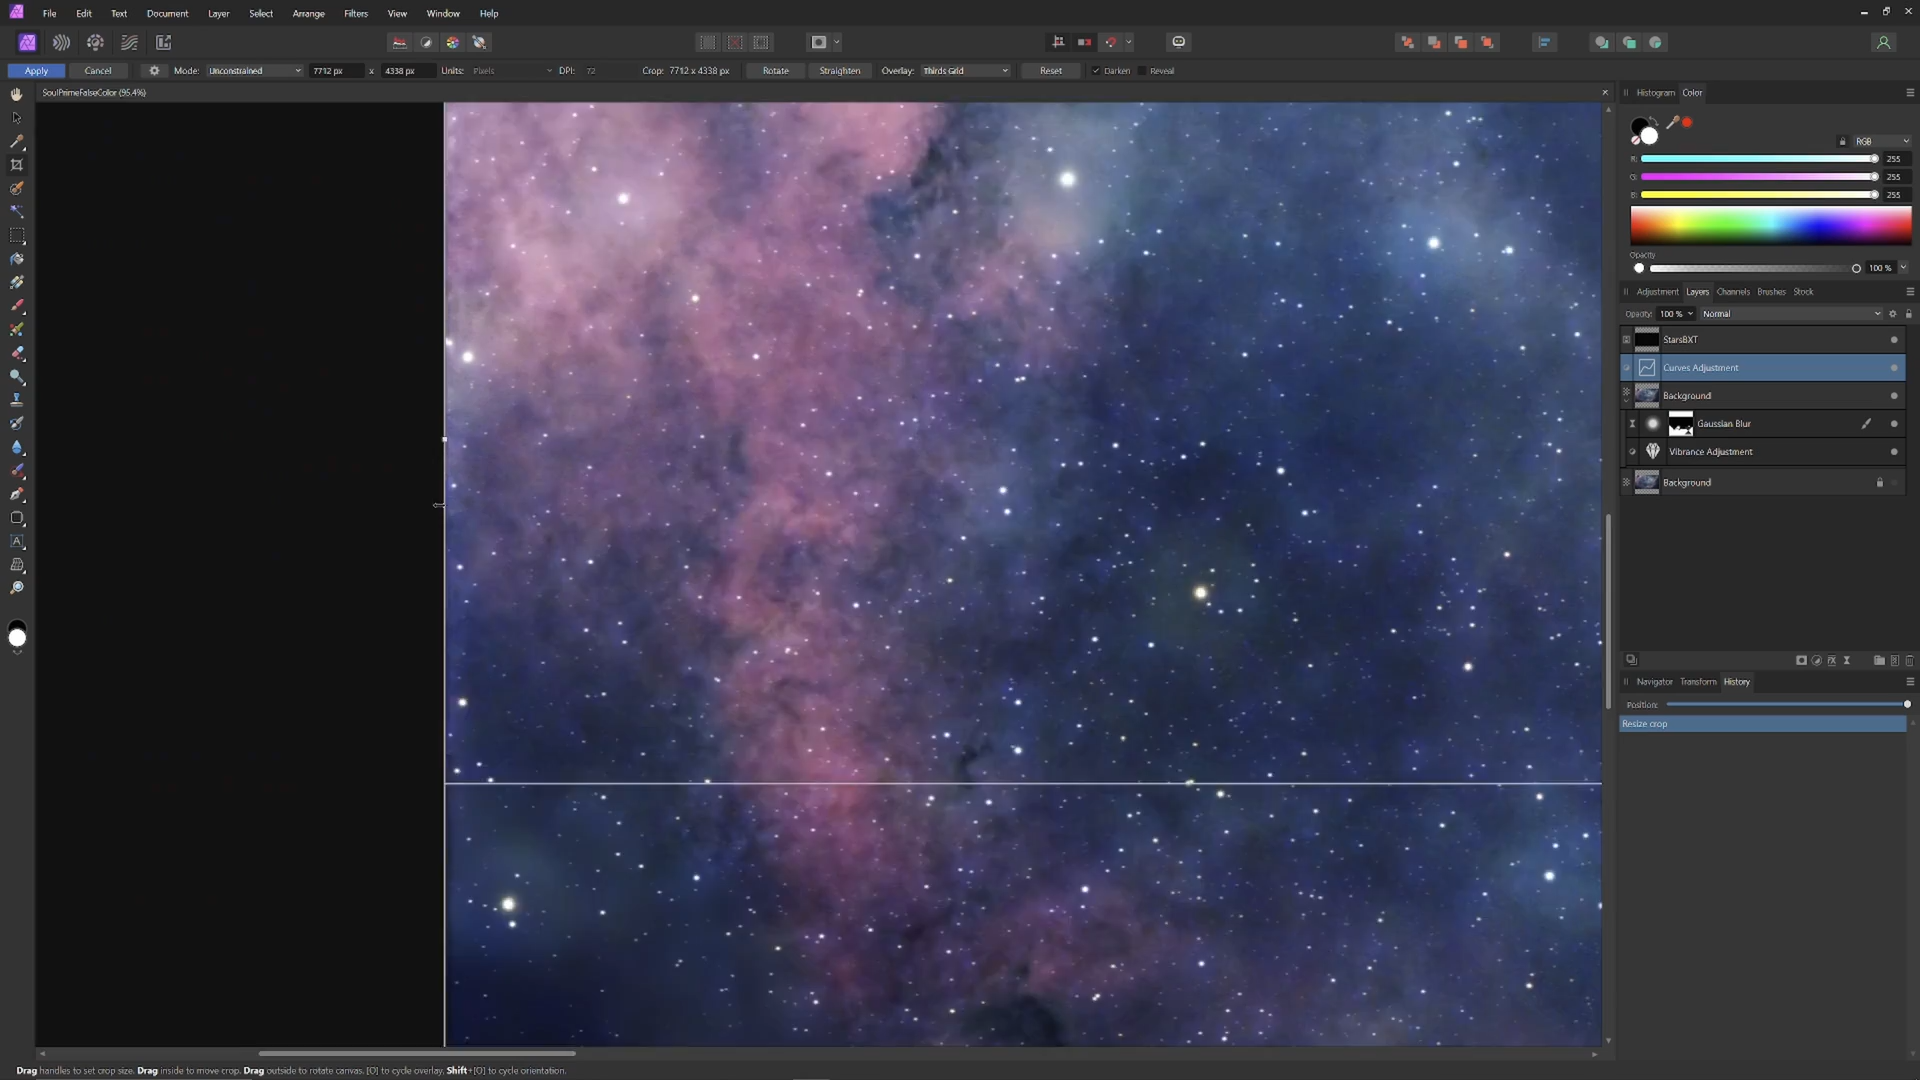 File Edit Text Document Layer Select Arrange Filters View Window Help
Apply Cancel Mode: Unconstrained 7712 px x 4338 px Units: Pixels DPI: 72 Crop: 7712 x 4338 px Rotate Straighten Overlay: Thirds Grid Reset Darken Reveal
SoulPrimeFalseColor (95.4%)
Histogram Color
RGB
255
255
255
Opacity
100 %
Adjustment Layers Channels Brushes Stock
Opacity: 100 % Normal
StarsBXT
Curves Adjustment
Background
Gaussian Blur
Vibrance Adjustment
Background
Navigator Transform History
Position:
Resize crop
Drag handles to set crop size. Drag inside to move crop. Drag outside to rotate canvas. [O] to cycle overlay. Shift+[O] to cycle orientation.